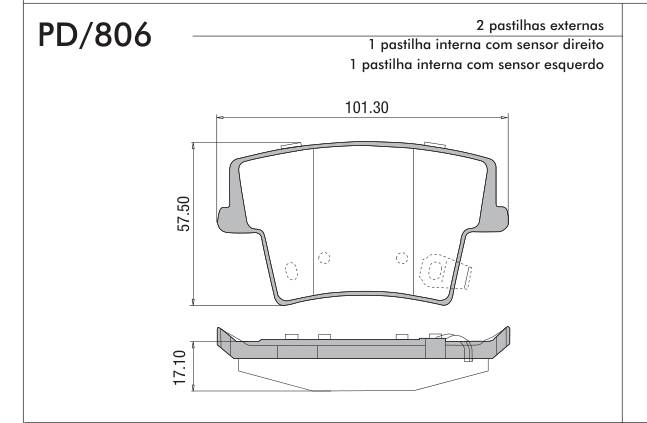 PD/806
2 pastilhas externas
1 pastilha interna com sensor direito
1 pastilha interna com sensor esquerdo
101.30
57.50
17.10